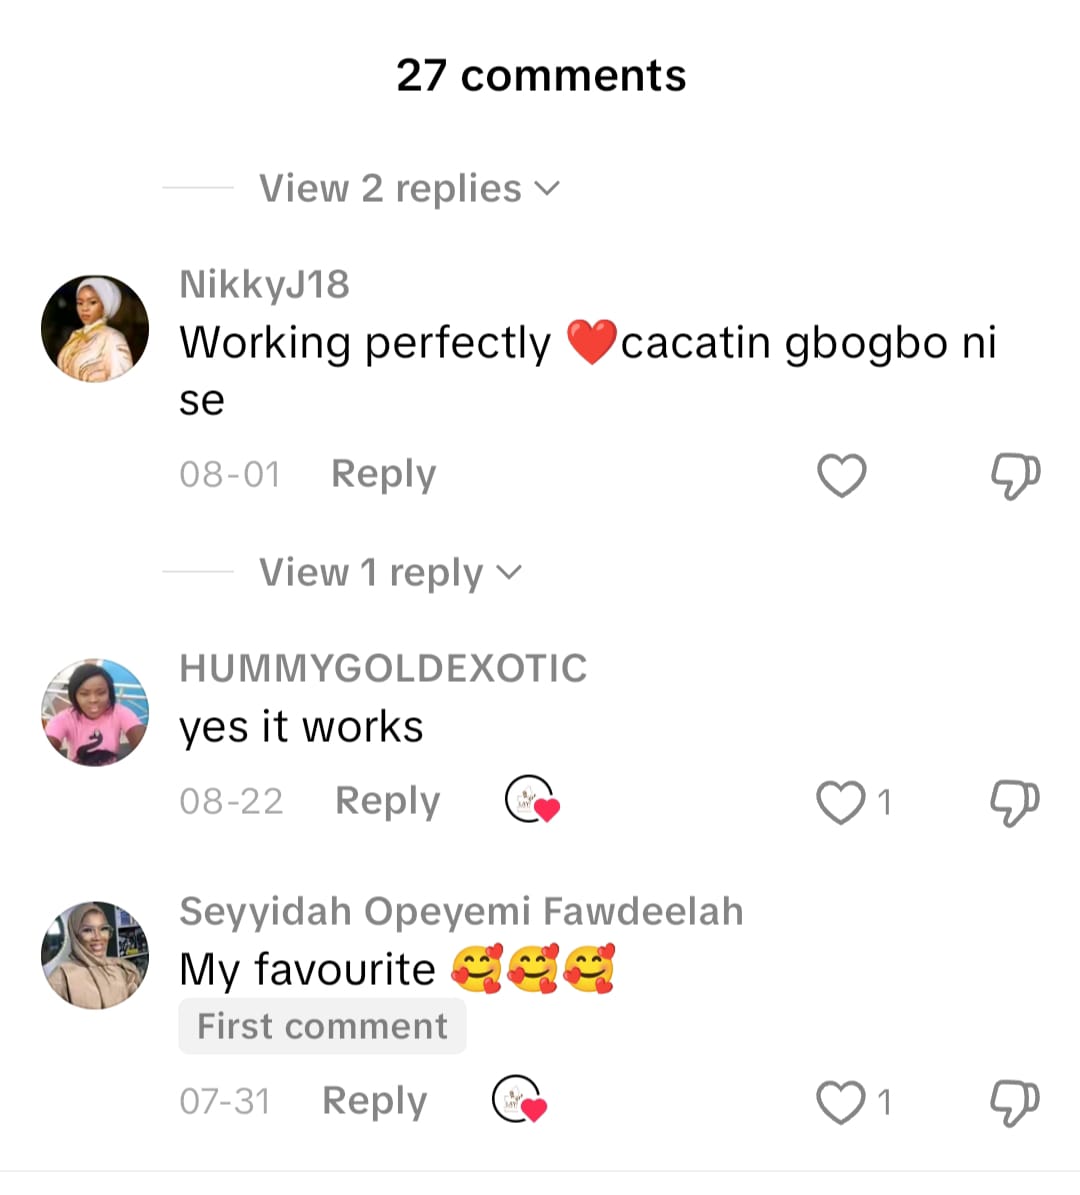 27 comments
View 2 replies
NikkyJ18
Working perfectly ❤️cacatin gbogbo ni
se
08-01 Reply
View 1 reply
HUMMYGOLDEXOTIC
yes it works
08-22 Reply 1
Seyyidah Opeyemi Fawdeelah
My favourite 🥰🥰🥰
First comment
07-31 Reply 1